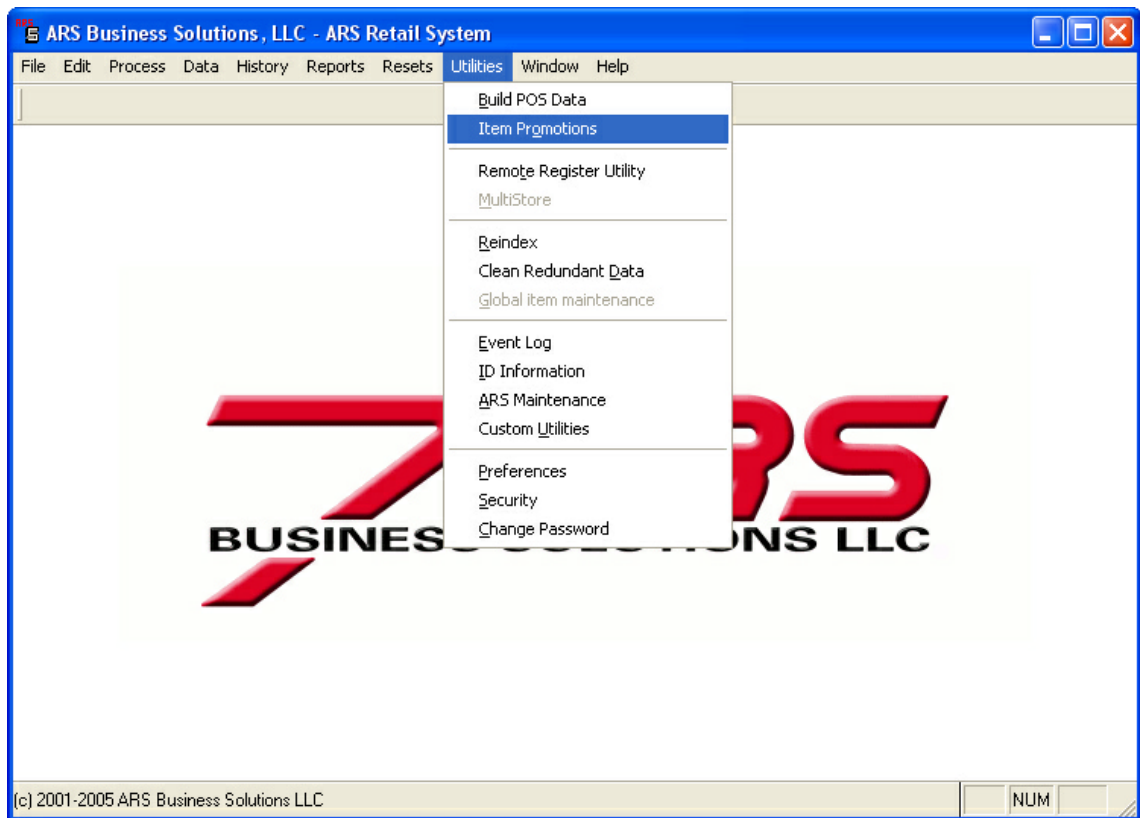 ARS Business Solutions, LLC - ARS Retail System
File Edit Process Data History Reports Resets Utilities Window Help
Build POS Data
Item Promotions
Remote Register Utility
MultiStore
Reindex
Clean Redundant Data
Global item maintenance
Event Log
ID Information
ARS Maintenance
Custom Utilities
Preferences
Security
Change Password
RS
BUSINES NS LLC
(c) 2001-2005 ARS Business Solutions LLC NUM